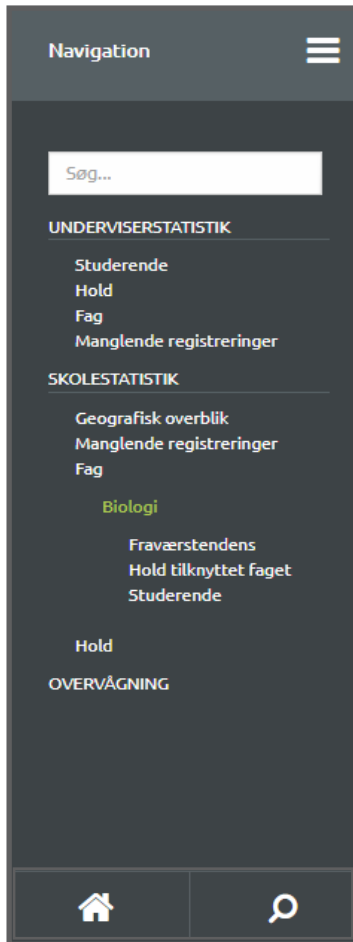 Navigation
Søg...
UNDERVISERSTATISTIK
Studerende
Hold
Fag
Manglende registreringer
SKOLESTATISTIK
Geografisk overblik
Manglende registreringer
Fag
Biologi
Fraværstendens
Hold tilknyttet faget
Studerende
Hold
OVERVÅGNING